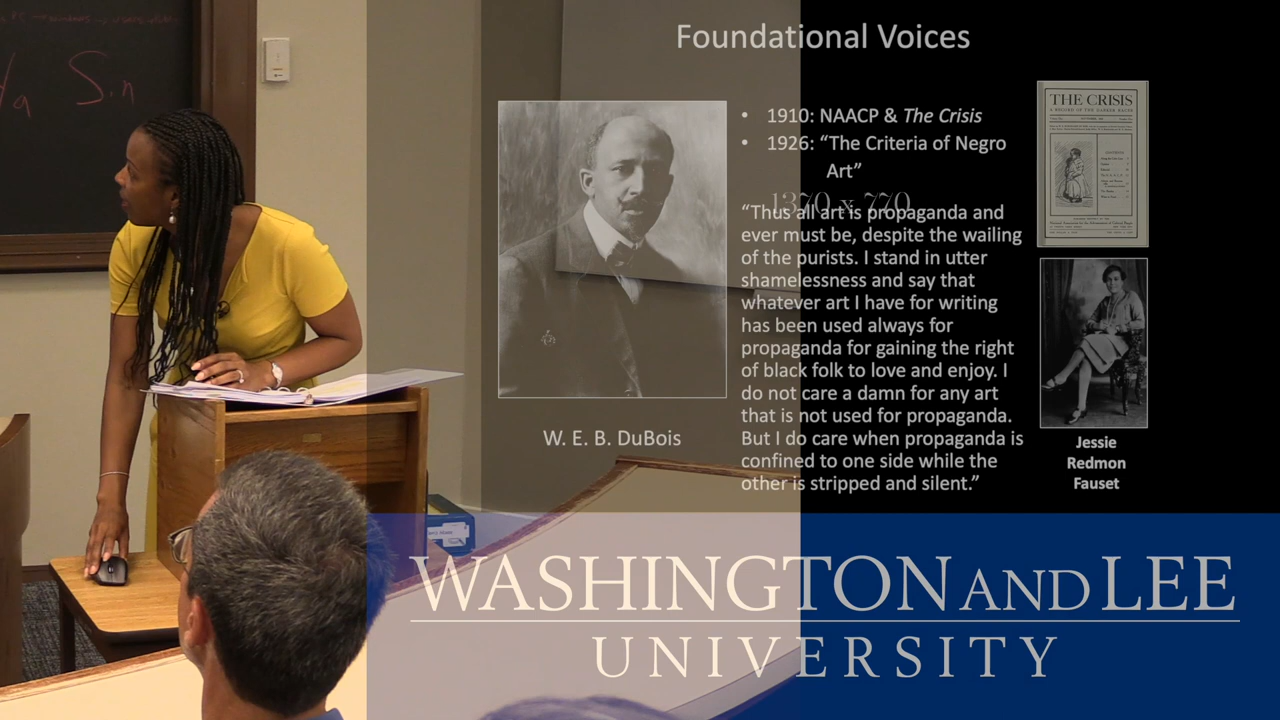 S.n
Foundational Voices
• 1910: NAACP & The Crisis
• 1926: “The Criteria of Negro
Art”
1370 x 770
“Thus all art is propaganda and
ever must be, despite the wailing
of the purists. I stand in utter
shamelessness and say that
whatever art I have for writing
has been used always for
propaganda for gaining the right
of black folk to love and enjoy. I
do not care a damn for any art
that is not used for propaganda.
But I do care when propaganda is
confined to one side while the
other is stripped and silent.”
W. E. B. DuBois
THE CRISIS
A RECORD OF THE DARKER RACES
Jessie
Redmon
Fauset
WASHINGTON AND LEE
UNIVERSITY